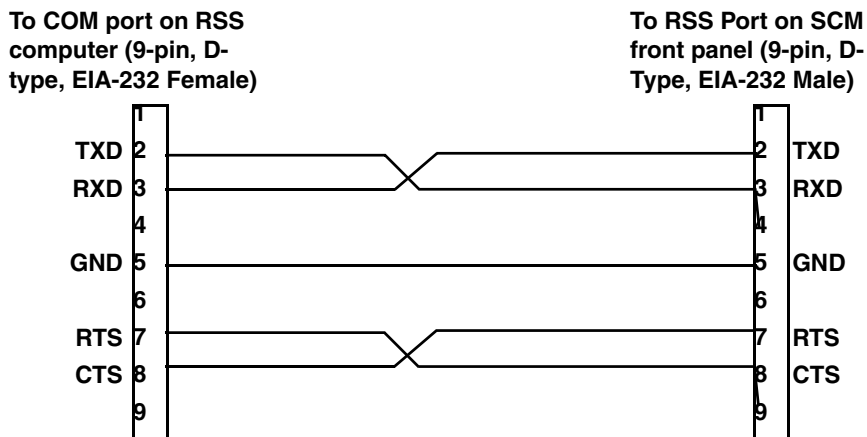 To COM port on RSS
computer (9-pin, D-
type, EIA-232 Female)
To RSS Port on SCM
front panel (9-pin, D-
Type, EIA-232 Male)
1 1
TXD 2 2 TXD
RXD 3 3 RXD
4 4
GND 5 5 GND
6 6
RTS 7 7 RTS
CTS 8 8 CTS
9 9